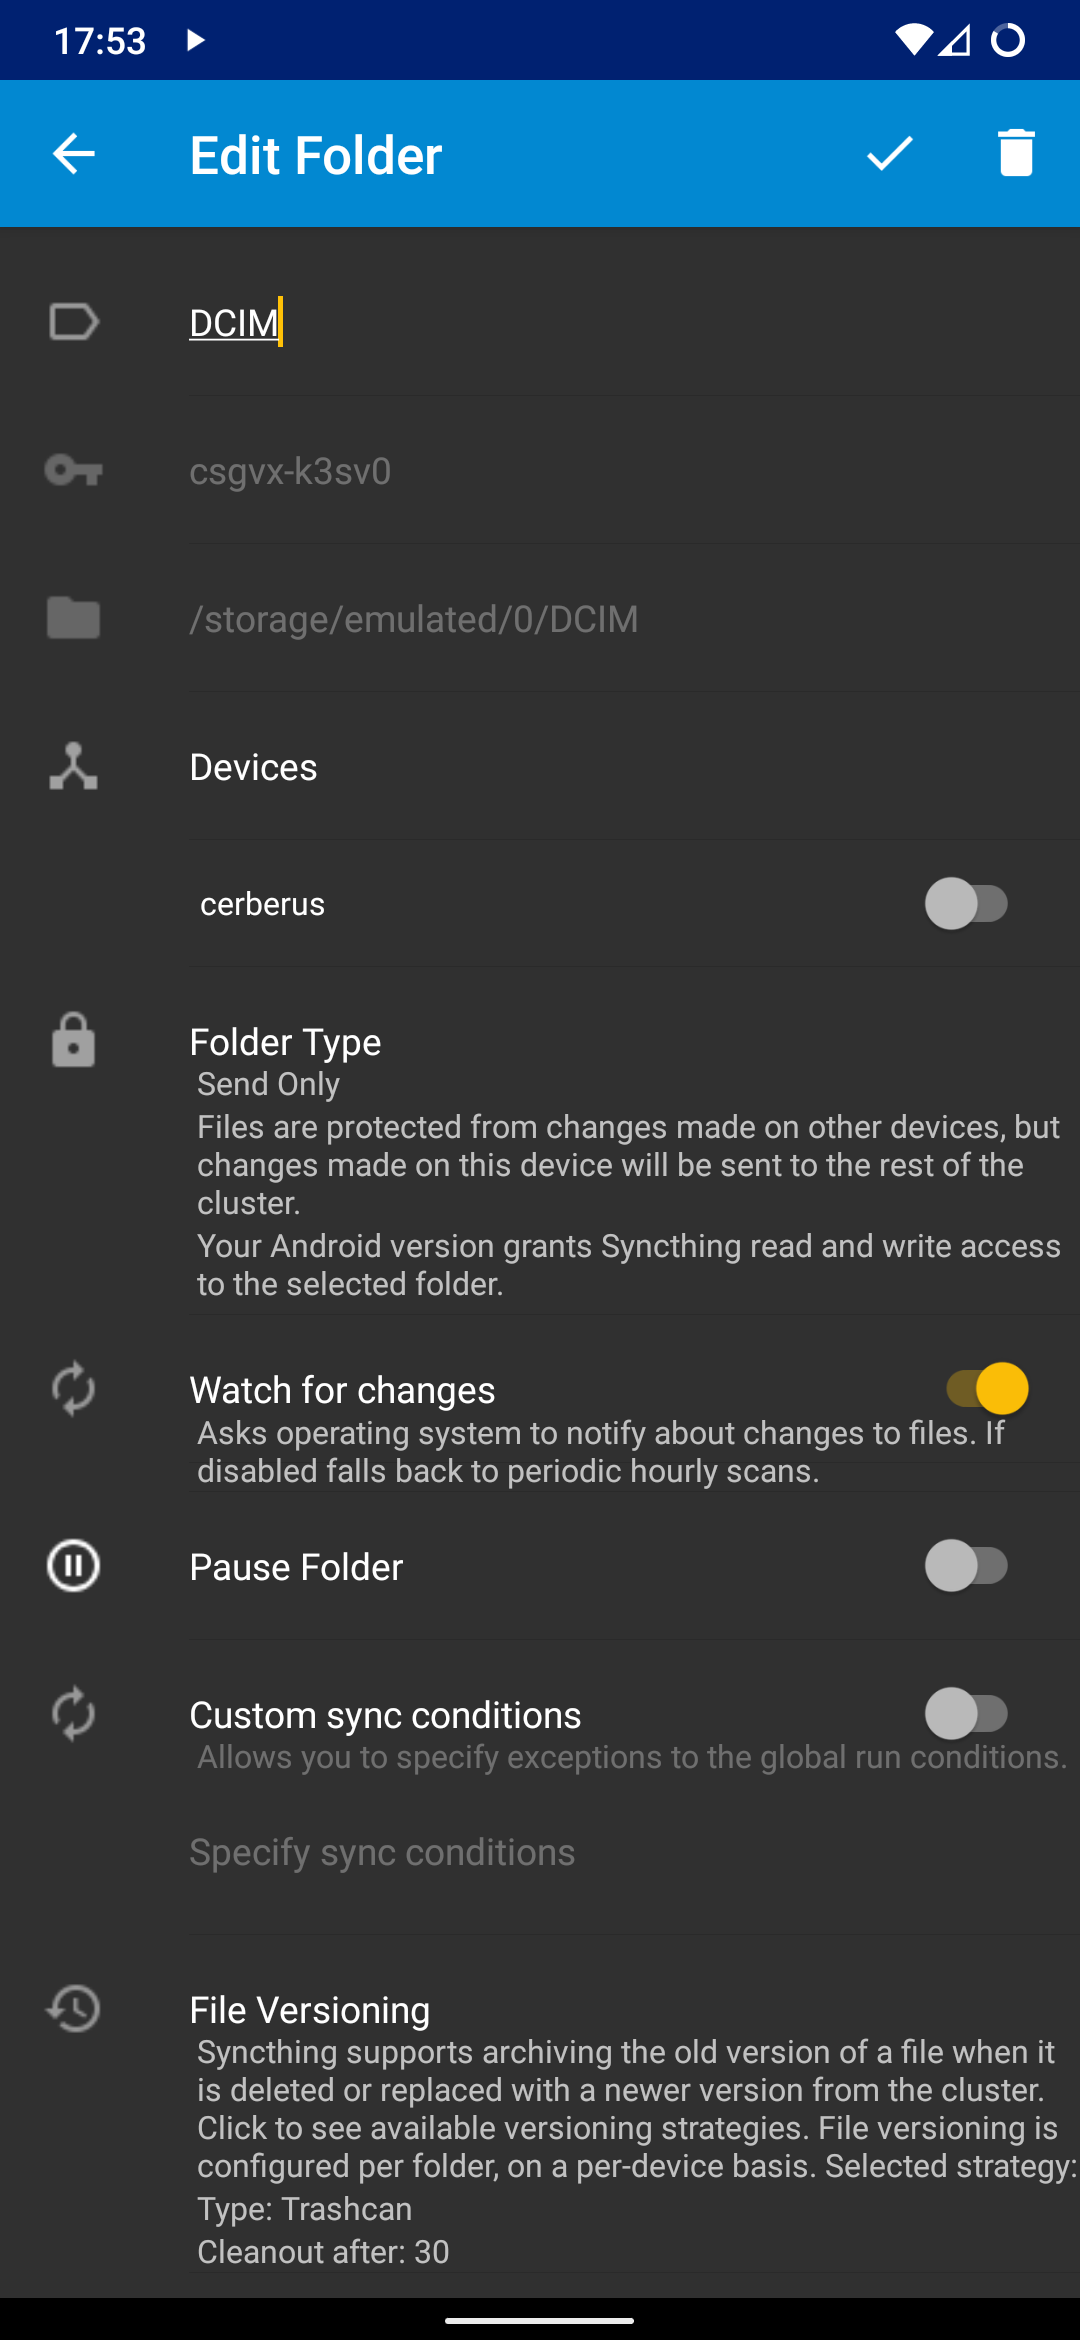 17:53
Edit Folder
DCIM
csgvx-k3sv0
/storage/emulated/0/DCIM
Devices
cerberus
Folder Type
Send Only
Files are protected from changes made on other devices, but
changes made on this device will be sent to the rest of the
cluster.
Your Android version grants Syncthing read and write access
to the selected folder.
Watch for changes
Asks operating system to notify about changes to files. If
disabled falls back to periodic hourly scans.
Pause Folder
Custom sync conditions
Allows you to specify exceptions to the global run conditions.
Specify sync conditions
File Versioning
Syncthing supports archiving the old version of a file when it
is deleted or replaced with a newer version from the cluster.
Click to see available versioning strategies. File versioning is
configured per folder, on a per-device basis. Selected strategy:
Type: Trashcan
Cleanout after: 30